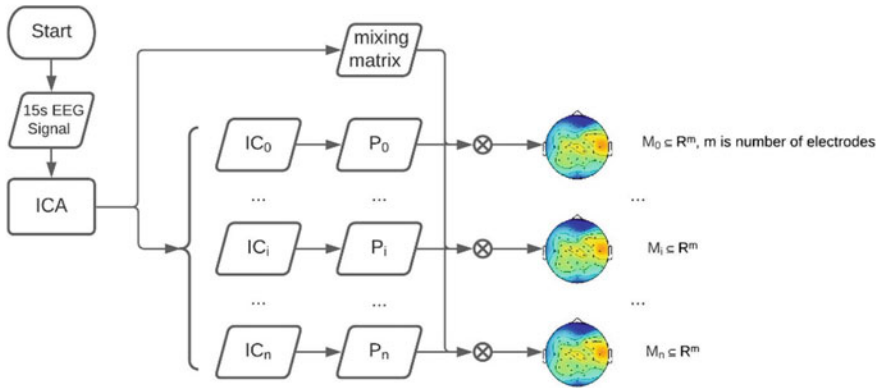 Start
15s EEG
Signal
ICA
mixing
matrix
IC₀
P₀
M₀ ⊆ Rᵐ, m is number of electrodes
...
...
...
ICᵢ
Pᵢ
Mᵢ ⊆ Rᵐ
...
...
...
ICₙ
Pₙ
Mₙ ⊆ Rᵐ